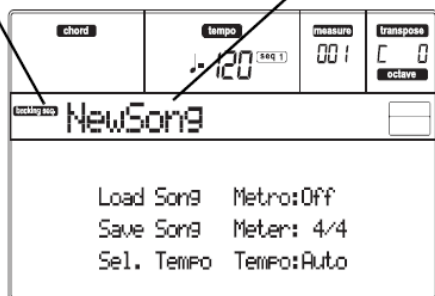 chord tempo measure transpose
♩=120 seq 1 001 C 0
octave
backing seq NewSong
Load Song Metro:Off
Save Song Meter: 4/4
Sel. Tempo Tempo:Auto